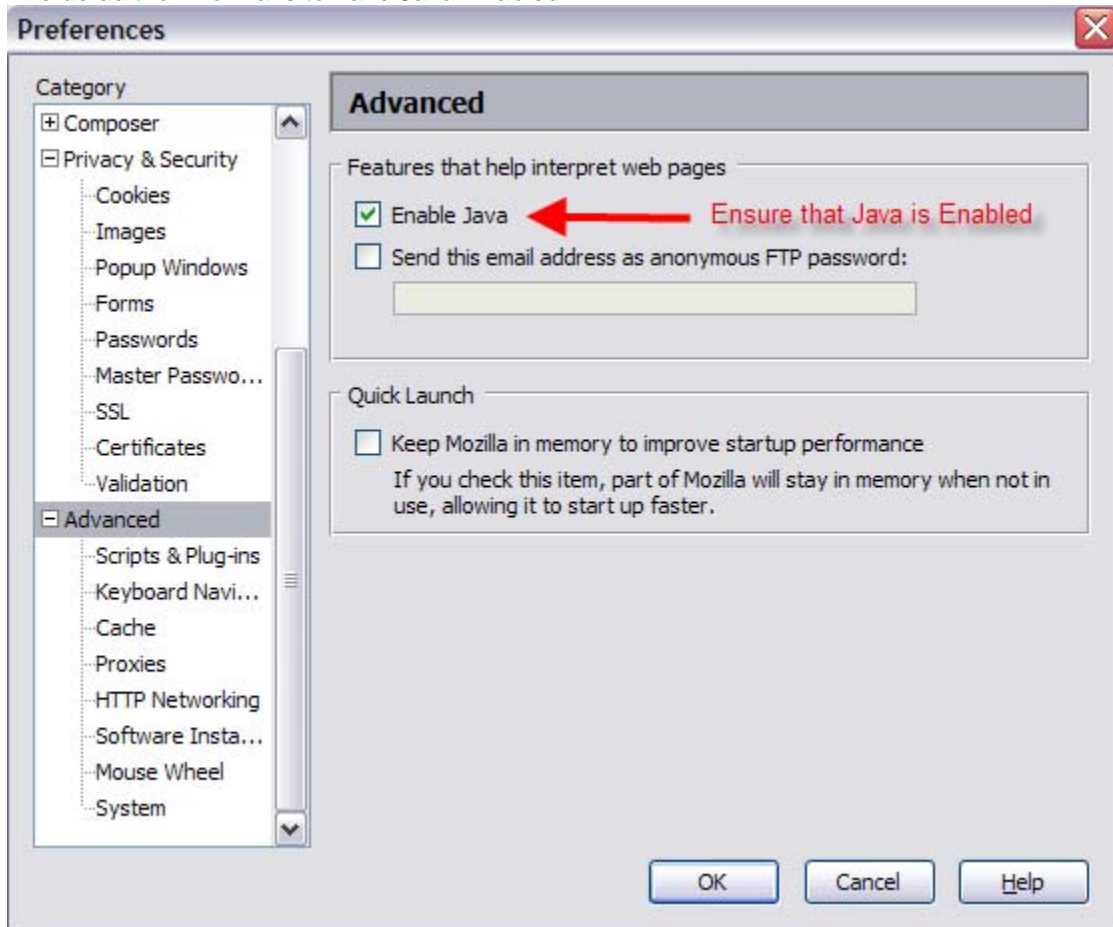 Preferences
Category
Composer
Privacy & Security
Cookies
Images
Popup Windows
Forms
Passwords
Master Passwo...
SSL
Certificates
Validation
Advanced
Scripts & Plug-ins
Keyboard Navi...
Cache
Proxies
HTTP Networking
Software Insta...
Mouse Wheel
System
Advanced
Features that help interpret web pages
Enable Java
Ensure that Java is Enabled
Send this email address as anonymous FTP password:
Quick Launch
Keep Mozilla in memory to improve startup performance
If you check this item, part of Mozilla will stay in memory when not in
use, allowing it to start up faster.
OK
Cancel
Help